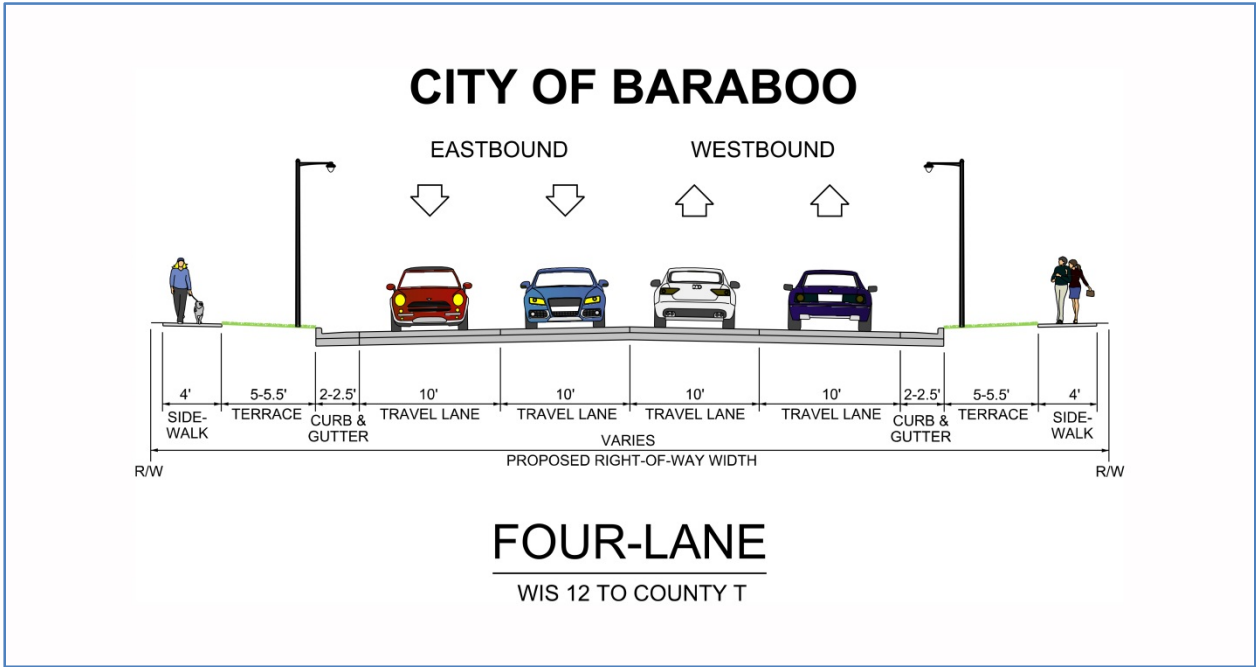 CITY OF BARABOO
EASTBOUND WESTBOUND
4' 5-5.5' 2-2.5' 10' 10' 10' 10' 2-2.5' 5-5.5' 4'
SIDE- TERRACE CURB & TRAVEL LANE TRAVEL LANE TRAVEL LANE TRAVEL LANE CURB & TERRACE SIDE-
WALK GUTTER GUTTER WALK
VARIES
PROPOSED RIGHT-OF-WAY WIDTH
R/W R/W
FOUR-LANE
WIS 12 TO COUNTY T